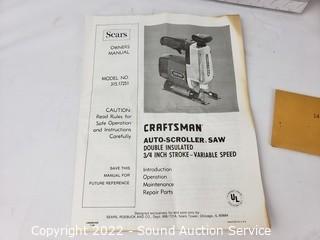 Sears
OWNERS
MANUAL
MODEL NO.
315.17251
CAUTION:
Read Rules for
Safe Operation
and Instructions
Carefully
SAVE THIS
MANUAL FOR
FUTURE REFERENCE
CRAFTSMAN
AUTO-SCROLLER SAW
DOUBLE INSULATED
3/4 INCH STROKE - VARIABLE SPEED
Introduction
Operation
Maintenance
Repair Parts
UL
14
Copyright 2022 - Sound Auction Service